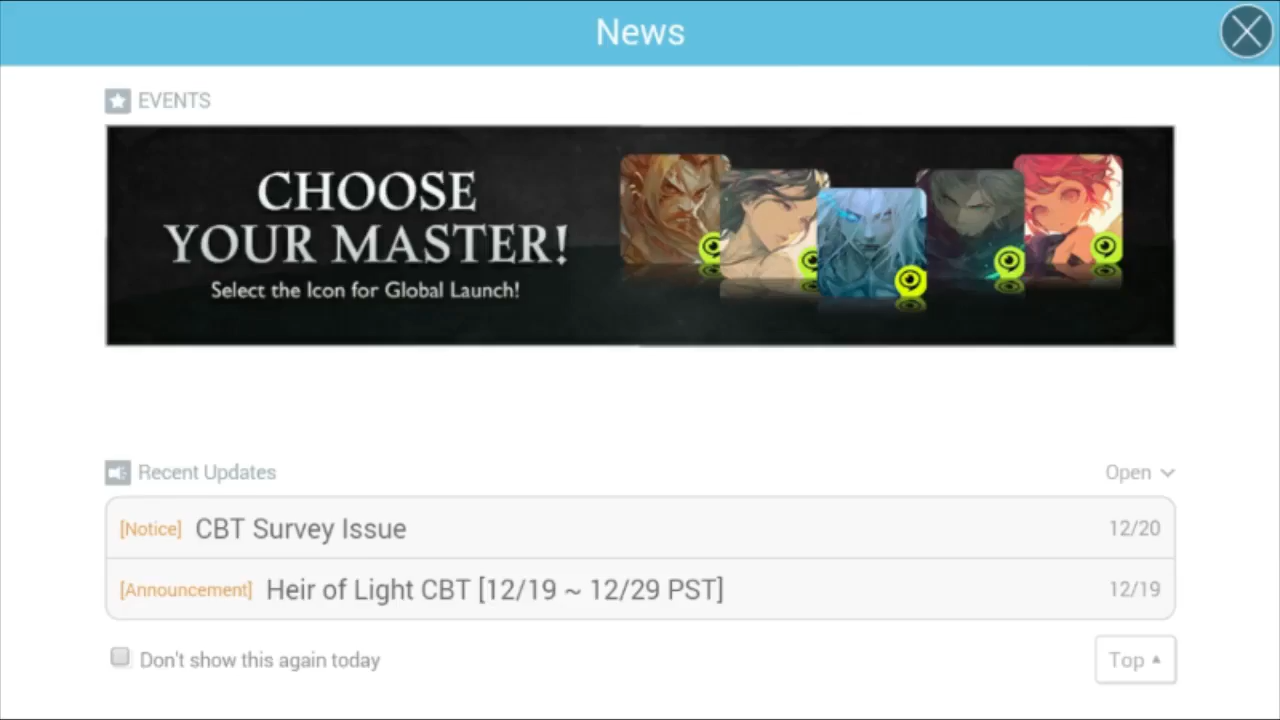 News
EVENTS
CHOOSE
YOUR MASTER!
Select the Icon for Global Launch!
Recent Updates
Open
[Notice] CBT Survey Issue 12/20
[Announcement] Heir of Light CBT [12/19 ~ 12/29 PST] 12/19
Don't show this again today
Top